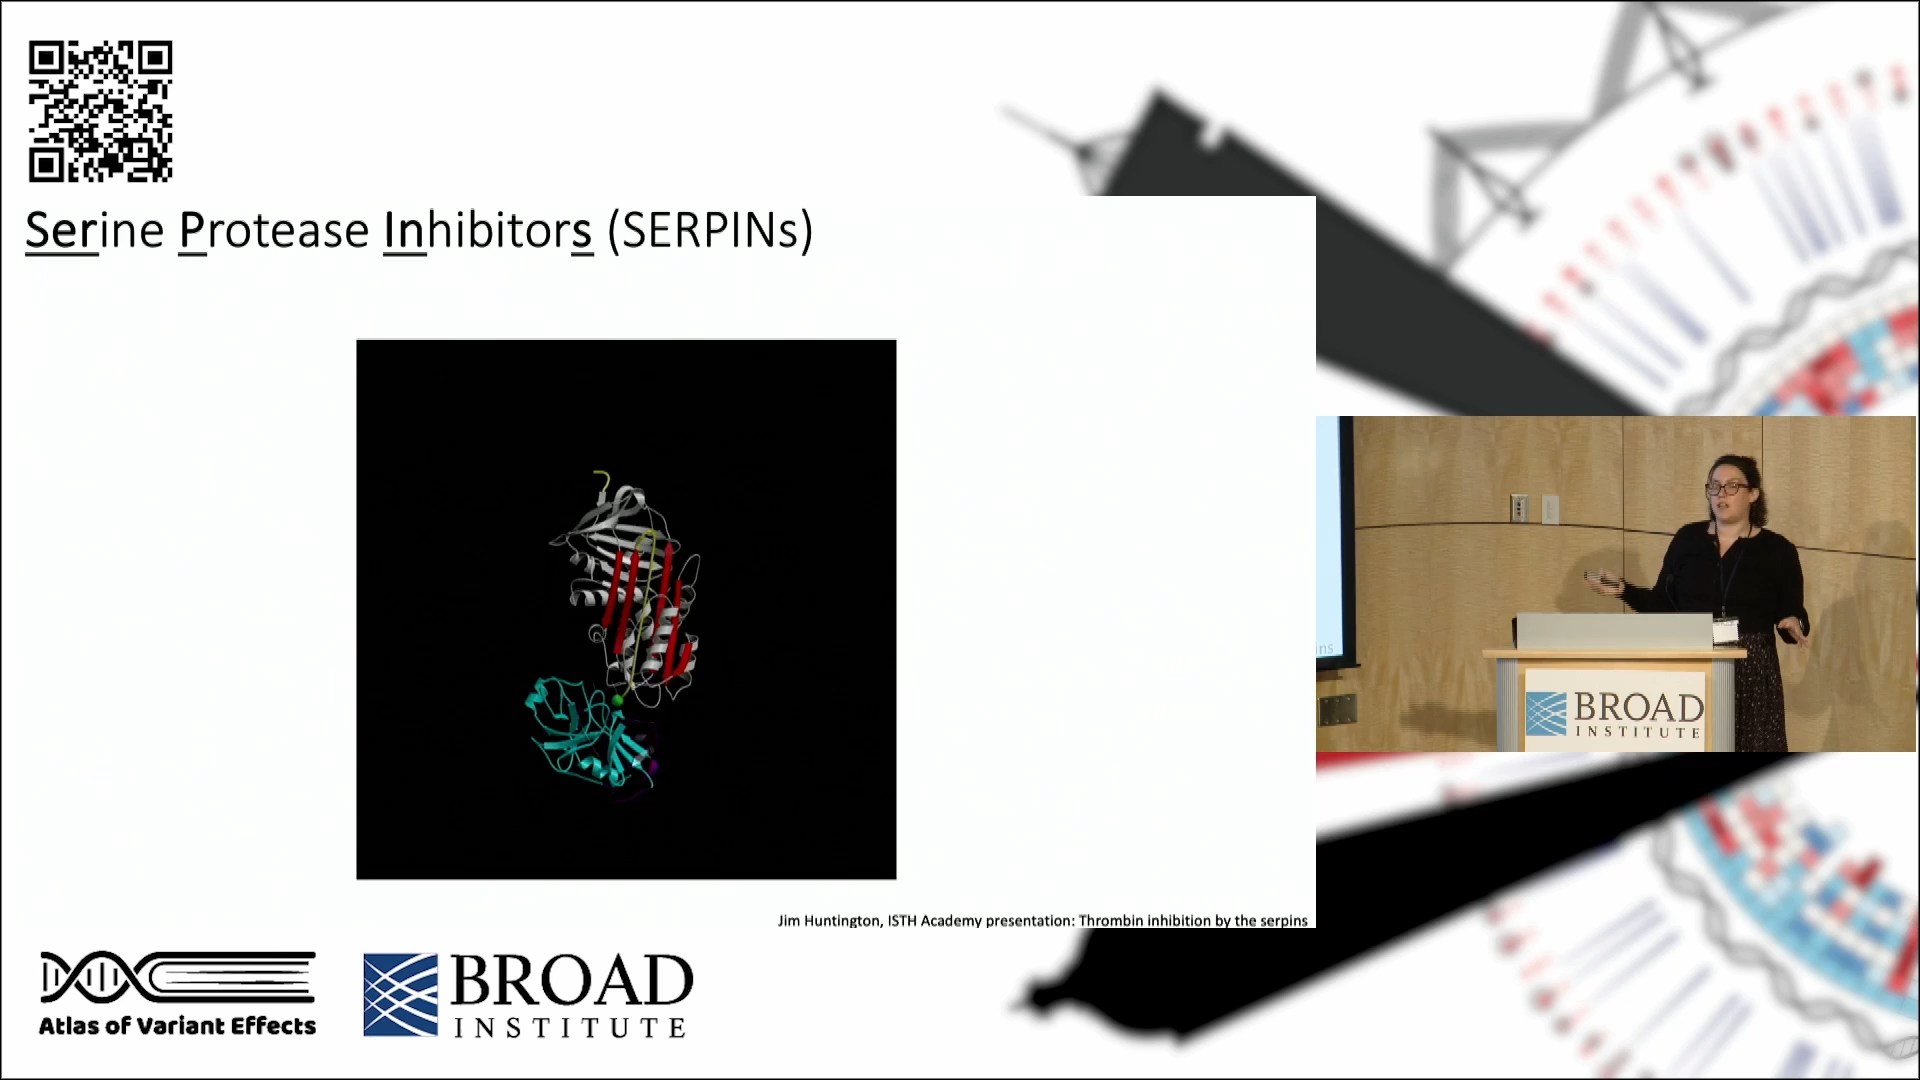 Serine Protease Inhibitors (SERPINs)
Jim Huntington, ISTH Academy presentation: Thrombin inhibition by the serpins
ins
BROAD
INSTITUTE
Atlas of Variant Effects
BROAD
INSTITUTE